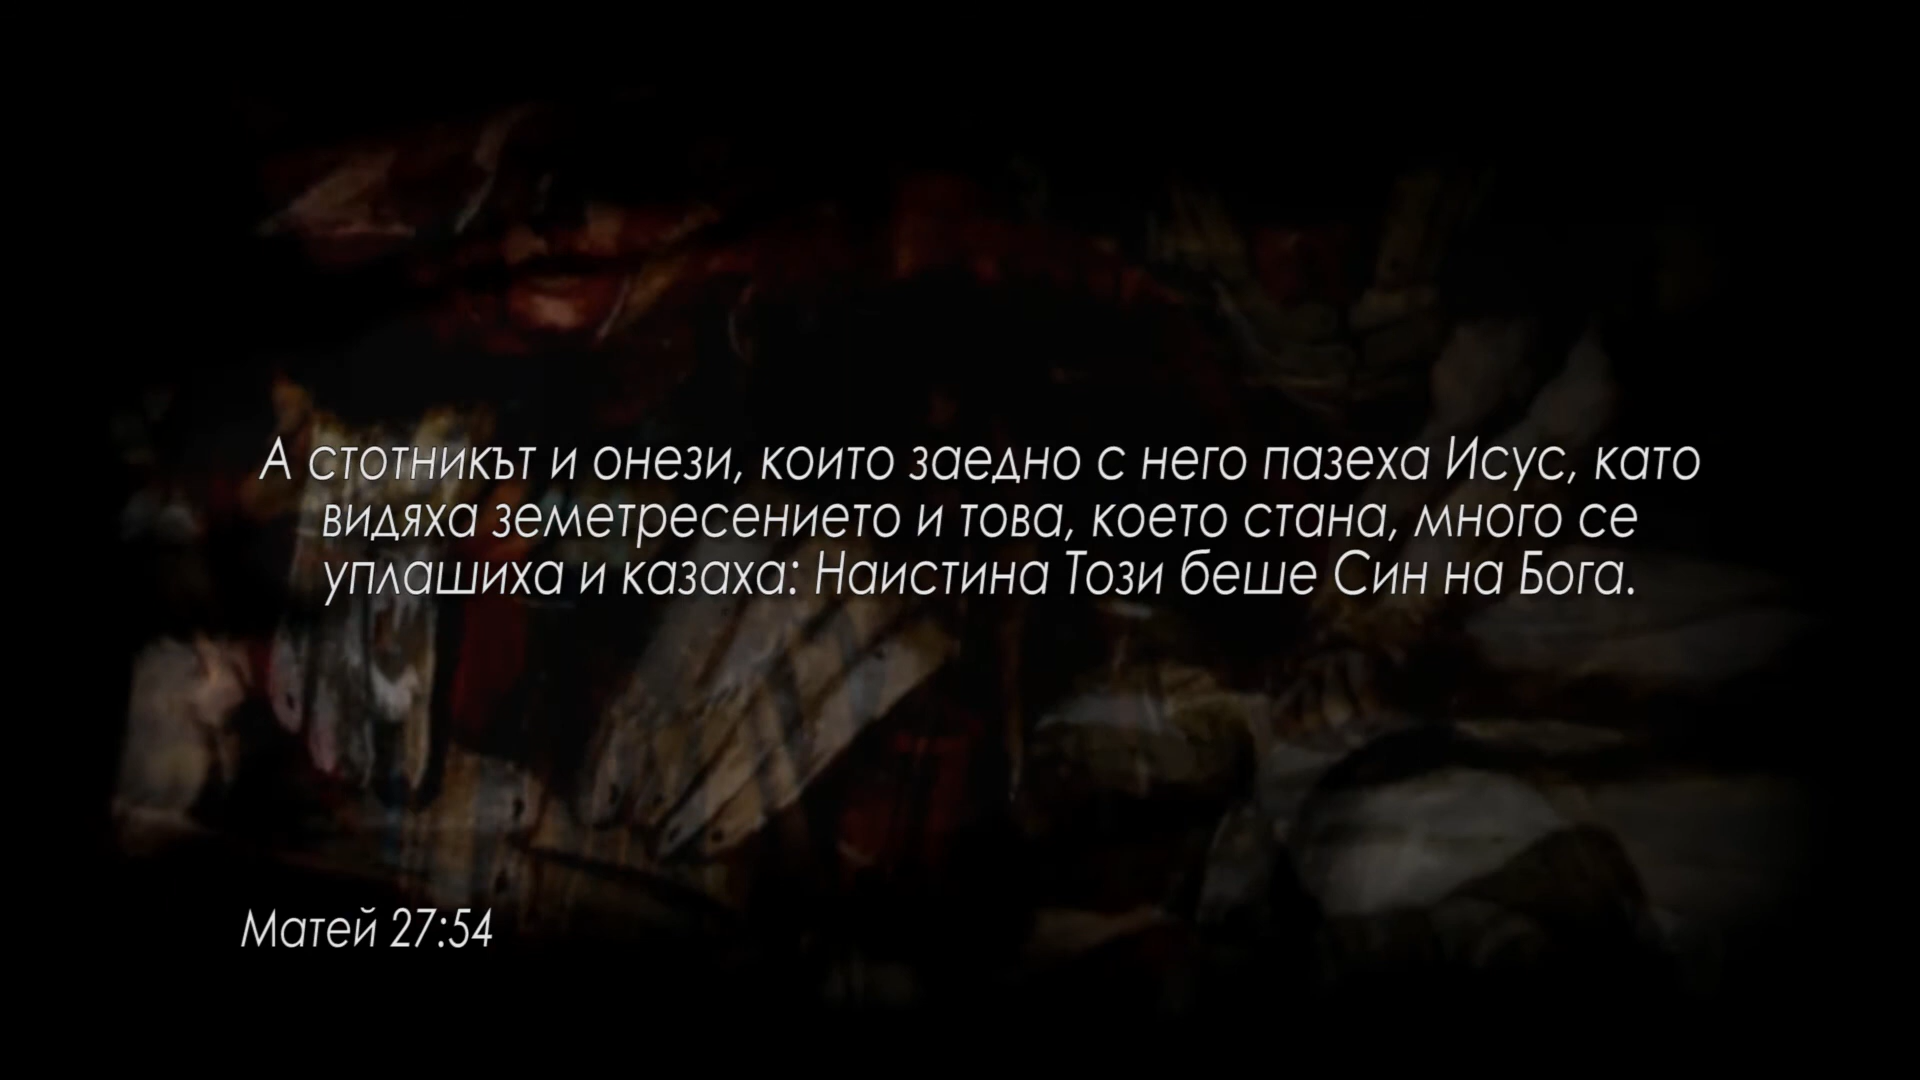 А стотникът и онези, които заедно с него пазеха Исус, като
видяха земетресението и това, което стана, много се
уплашиха и казаха: Наистина Този беше Син на Бога.
Матей 27:54